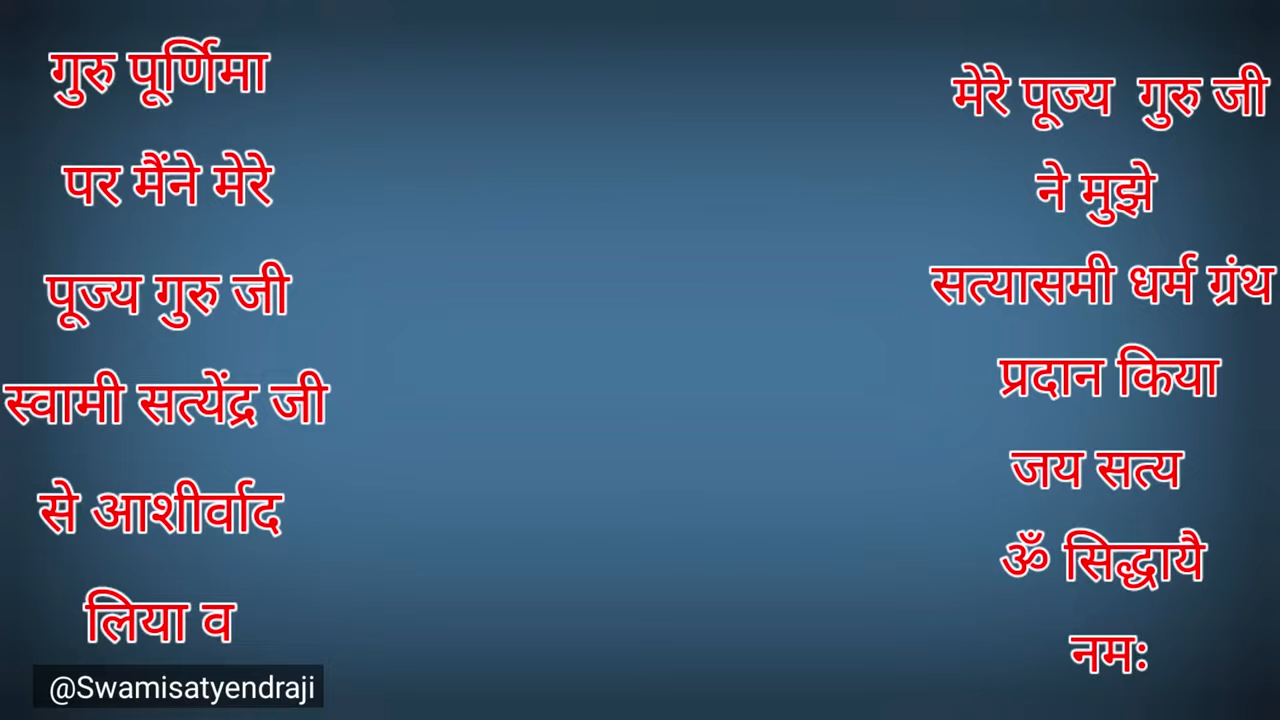 गुरु पूर्णिमा
पर मैंने मेरे
पूज्य गुरु जी
स्वामी सत्येंद्र जी
से आशीर्वाद
लिया व
@Swamisatyendraji
मेरे पूज्य गुरु जी
ने मुझे
सत्यासमी धर्म ग्रंथ
प्रदान किया
जय सत्य
ॐ सिद्धायै
नमः